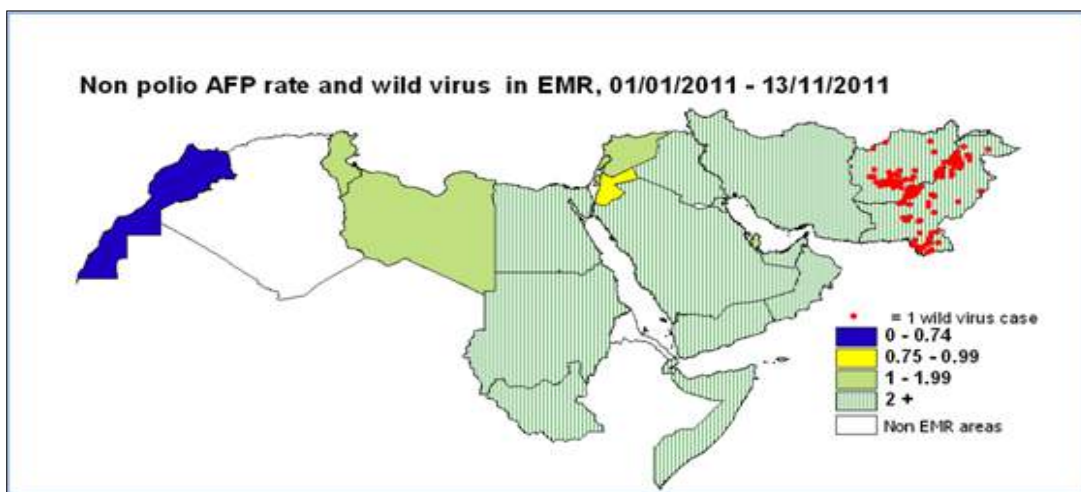 Non polio AFP rate and wild virus in EMR, 01/01/2011 - 13/11/2011
= 1 wild virus case
0 - 0.74
0.75 - 0.99
1 - 1.99
2 +
Non EMR areas